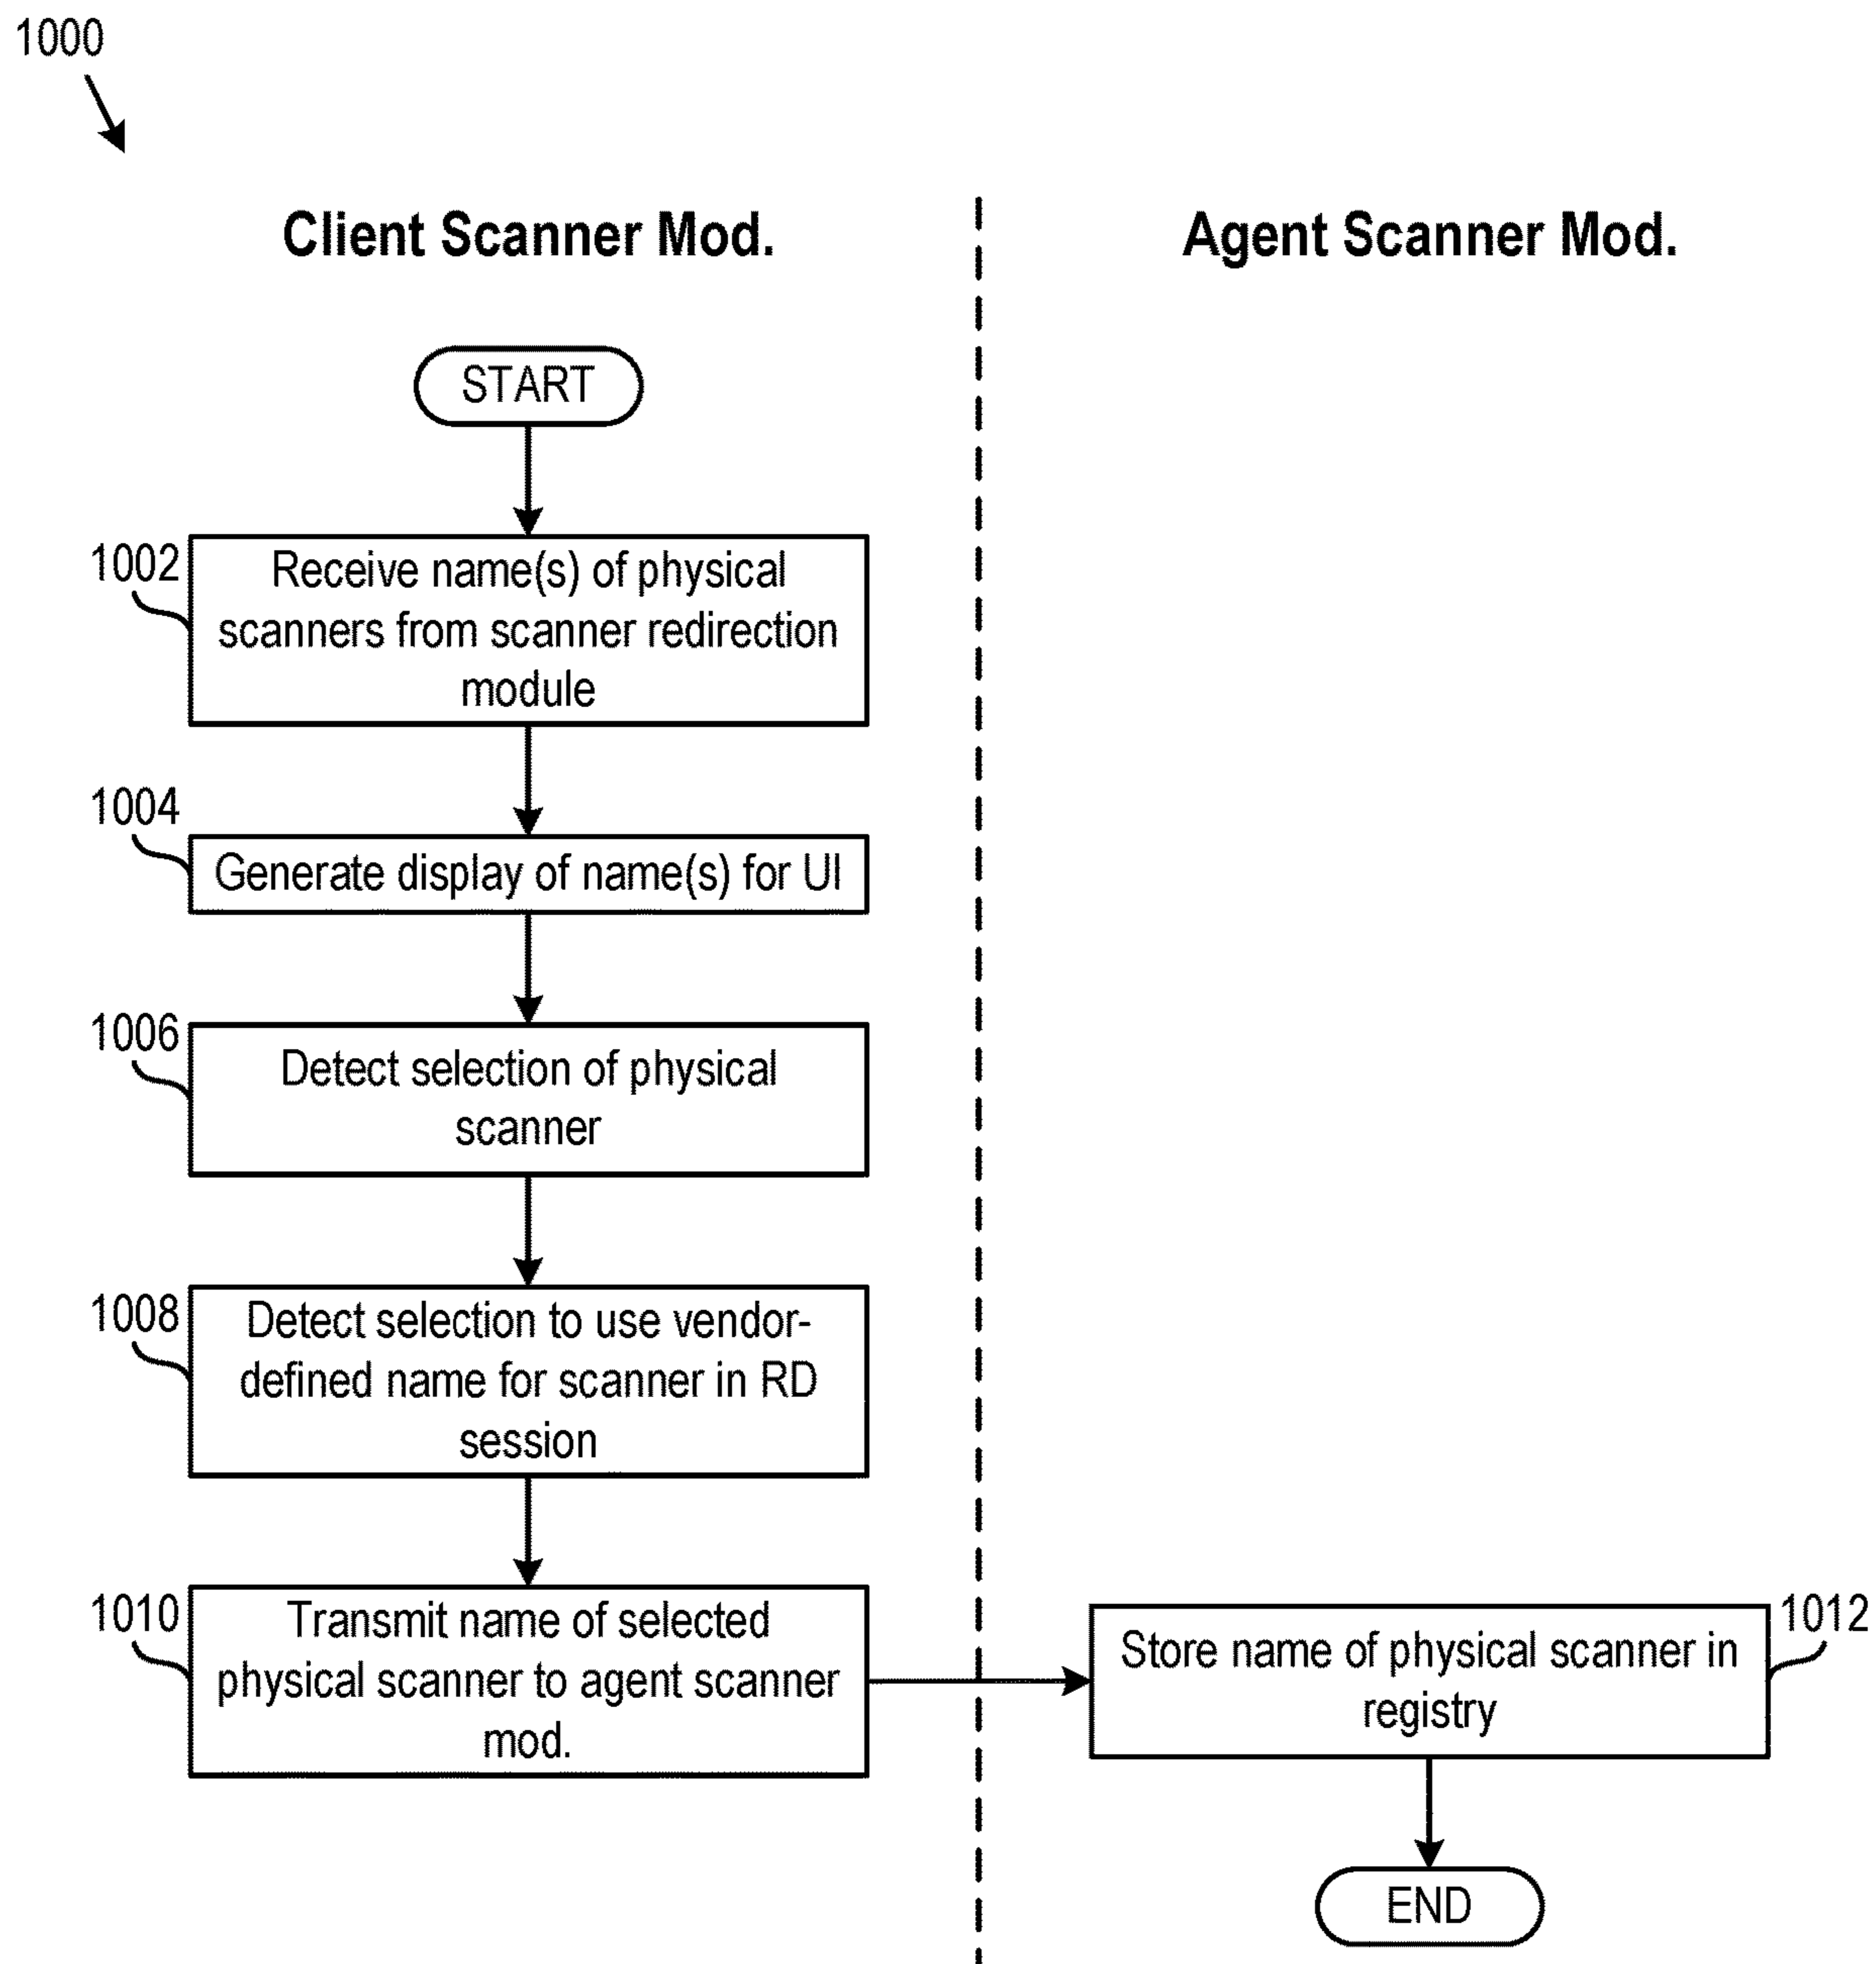 1000
Client Scanner Mod.
Agent Scanner Mod.
START
1002
Receive name(s) of physical
scanners from scanner redirection
module
1004
Generate display of name(s) for UI
1006
Detect selection of physical
scanner
1008
Detect selection to use vendor-
defined name for scanner in RD
session
1010
Transmit name of selected
physical scanner to agent scanner
mod.
1012
Store name of physical scanner in
registry
END